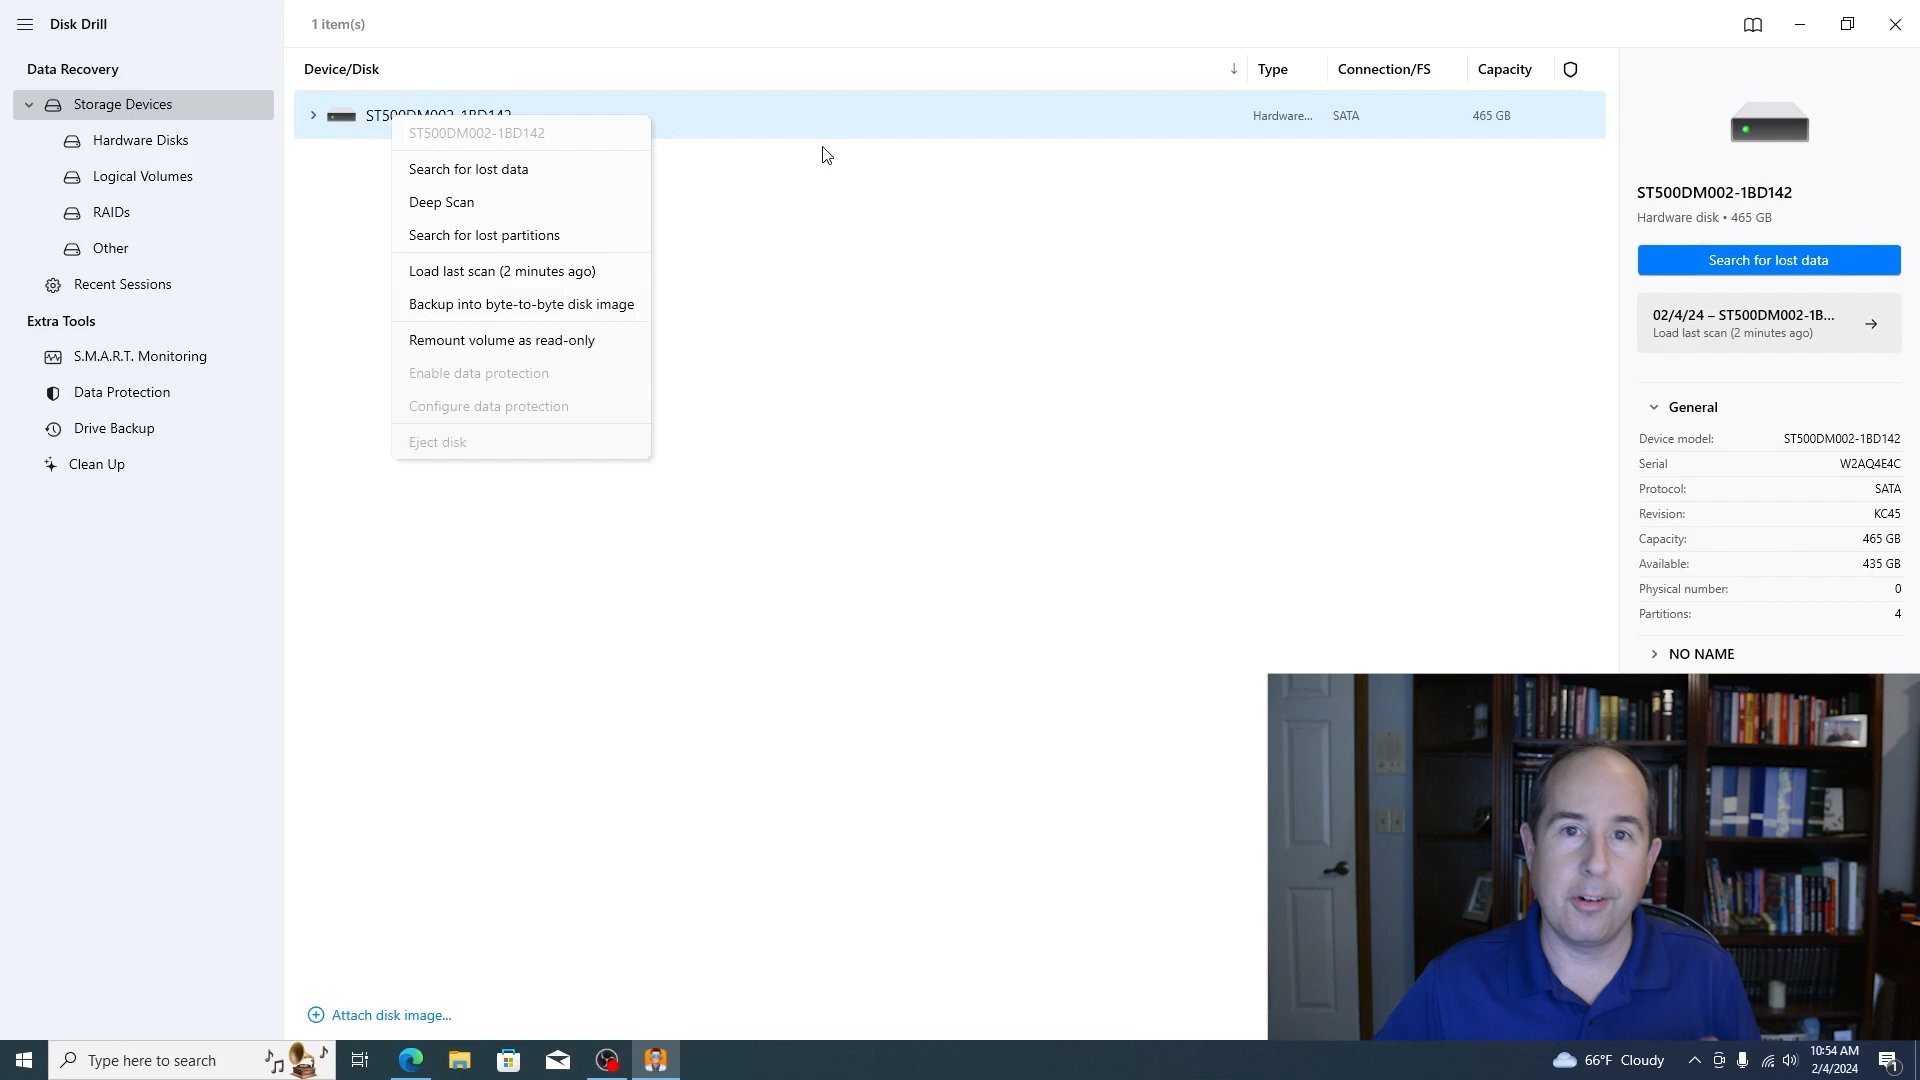 Disk Drill
1 item(s)
Data Recovery
Storage Devices
Hardware Disks
Logical Volumes
RAIDs
Other
Recent Sessions
Extra Tools
S.M.A.R.T. Monitoring
Data Protection
Drive Backup
Clean Up
Device/Disk
Type
Connection/FS
Capacity
ST500DM002-1BD142
Hardware...
SATA
465 GB
ST500DM002-1BD142
Search for lost data
Deep Scan
Search for lost partitions
Load last scan (2 minutes ago)
Backup into byte-to-byte disk image
Remount volume as read-only
Enable data protection
Configure data protection
Eject disk
Attach disk image...
ST500DM002-1BD142
Hardware disk • 465 GB
Search for lost data
02/4/24 – ST500DM002-1B...
Load last scan (2 minutes ago)
General
Device model: ST500DM002-1BD142
Serial W2AQ4E4C
Protocol: SATA
Revision: KC45
Capacity: 465 GB
Available: 435 GB
Physical number: 0
Partitions: 4
NO NAME
Type here to search
66°F Cloudy
10:54 AM
2/4/2024
1